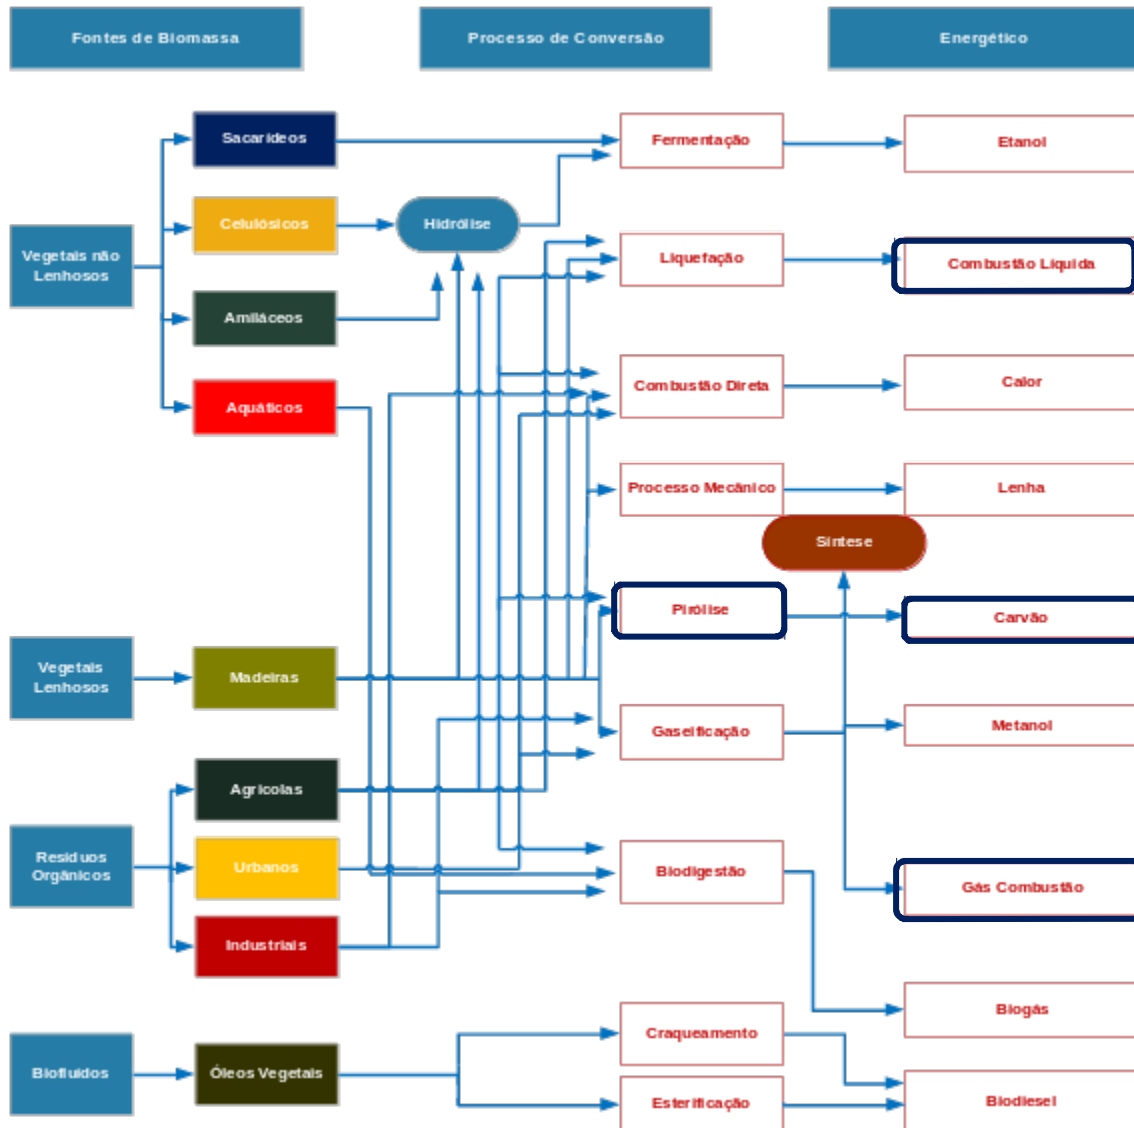 Fontes de Biomassa
Processo de Conversão
Energético
Sacarídeos
Fermentação
Etanol
Celulósicos
Hidrólise
Vegetais não
Lenhosos
Liquefação
Combustão Líquida
Amiláceos
Combustão Direta
Calor
Aquáticos
Processo Mecânico
Lenha
Síntese
Pirólise
Carvão
Vegetais
Lenhosos
Madeiras
Gaseificação
Metanol
Agrícolas
Resíduos
Orgânicos
Urbanos
Biodigestão
Gás Combustão
Industriais
Biogás
Craqueamento
Biofluidos
Óleos Vegetais
Esterificação
Biodiesel